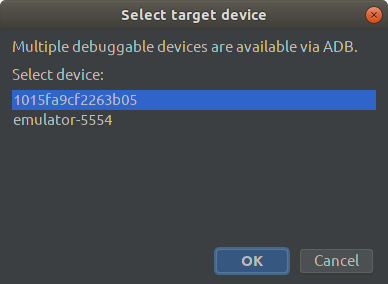 Select target device
Multiple debuggable devices are available via ADB.
Select device:
1015fa9cf2263b05
emulator-5554
OK
Cancel